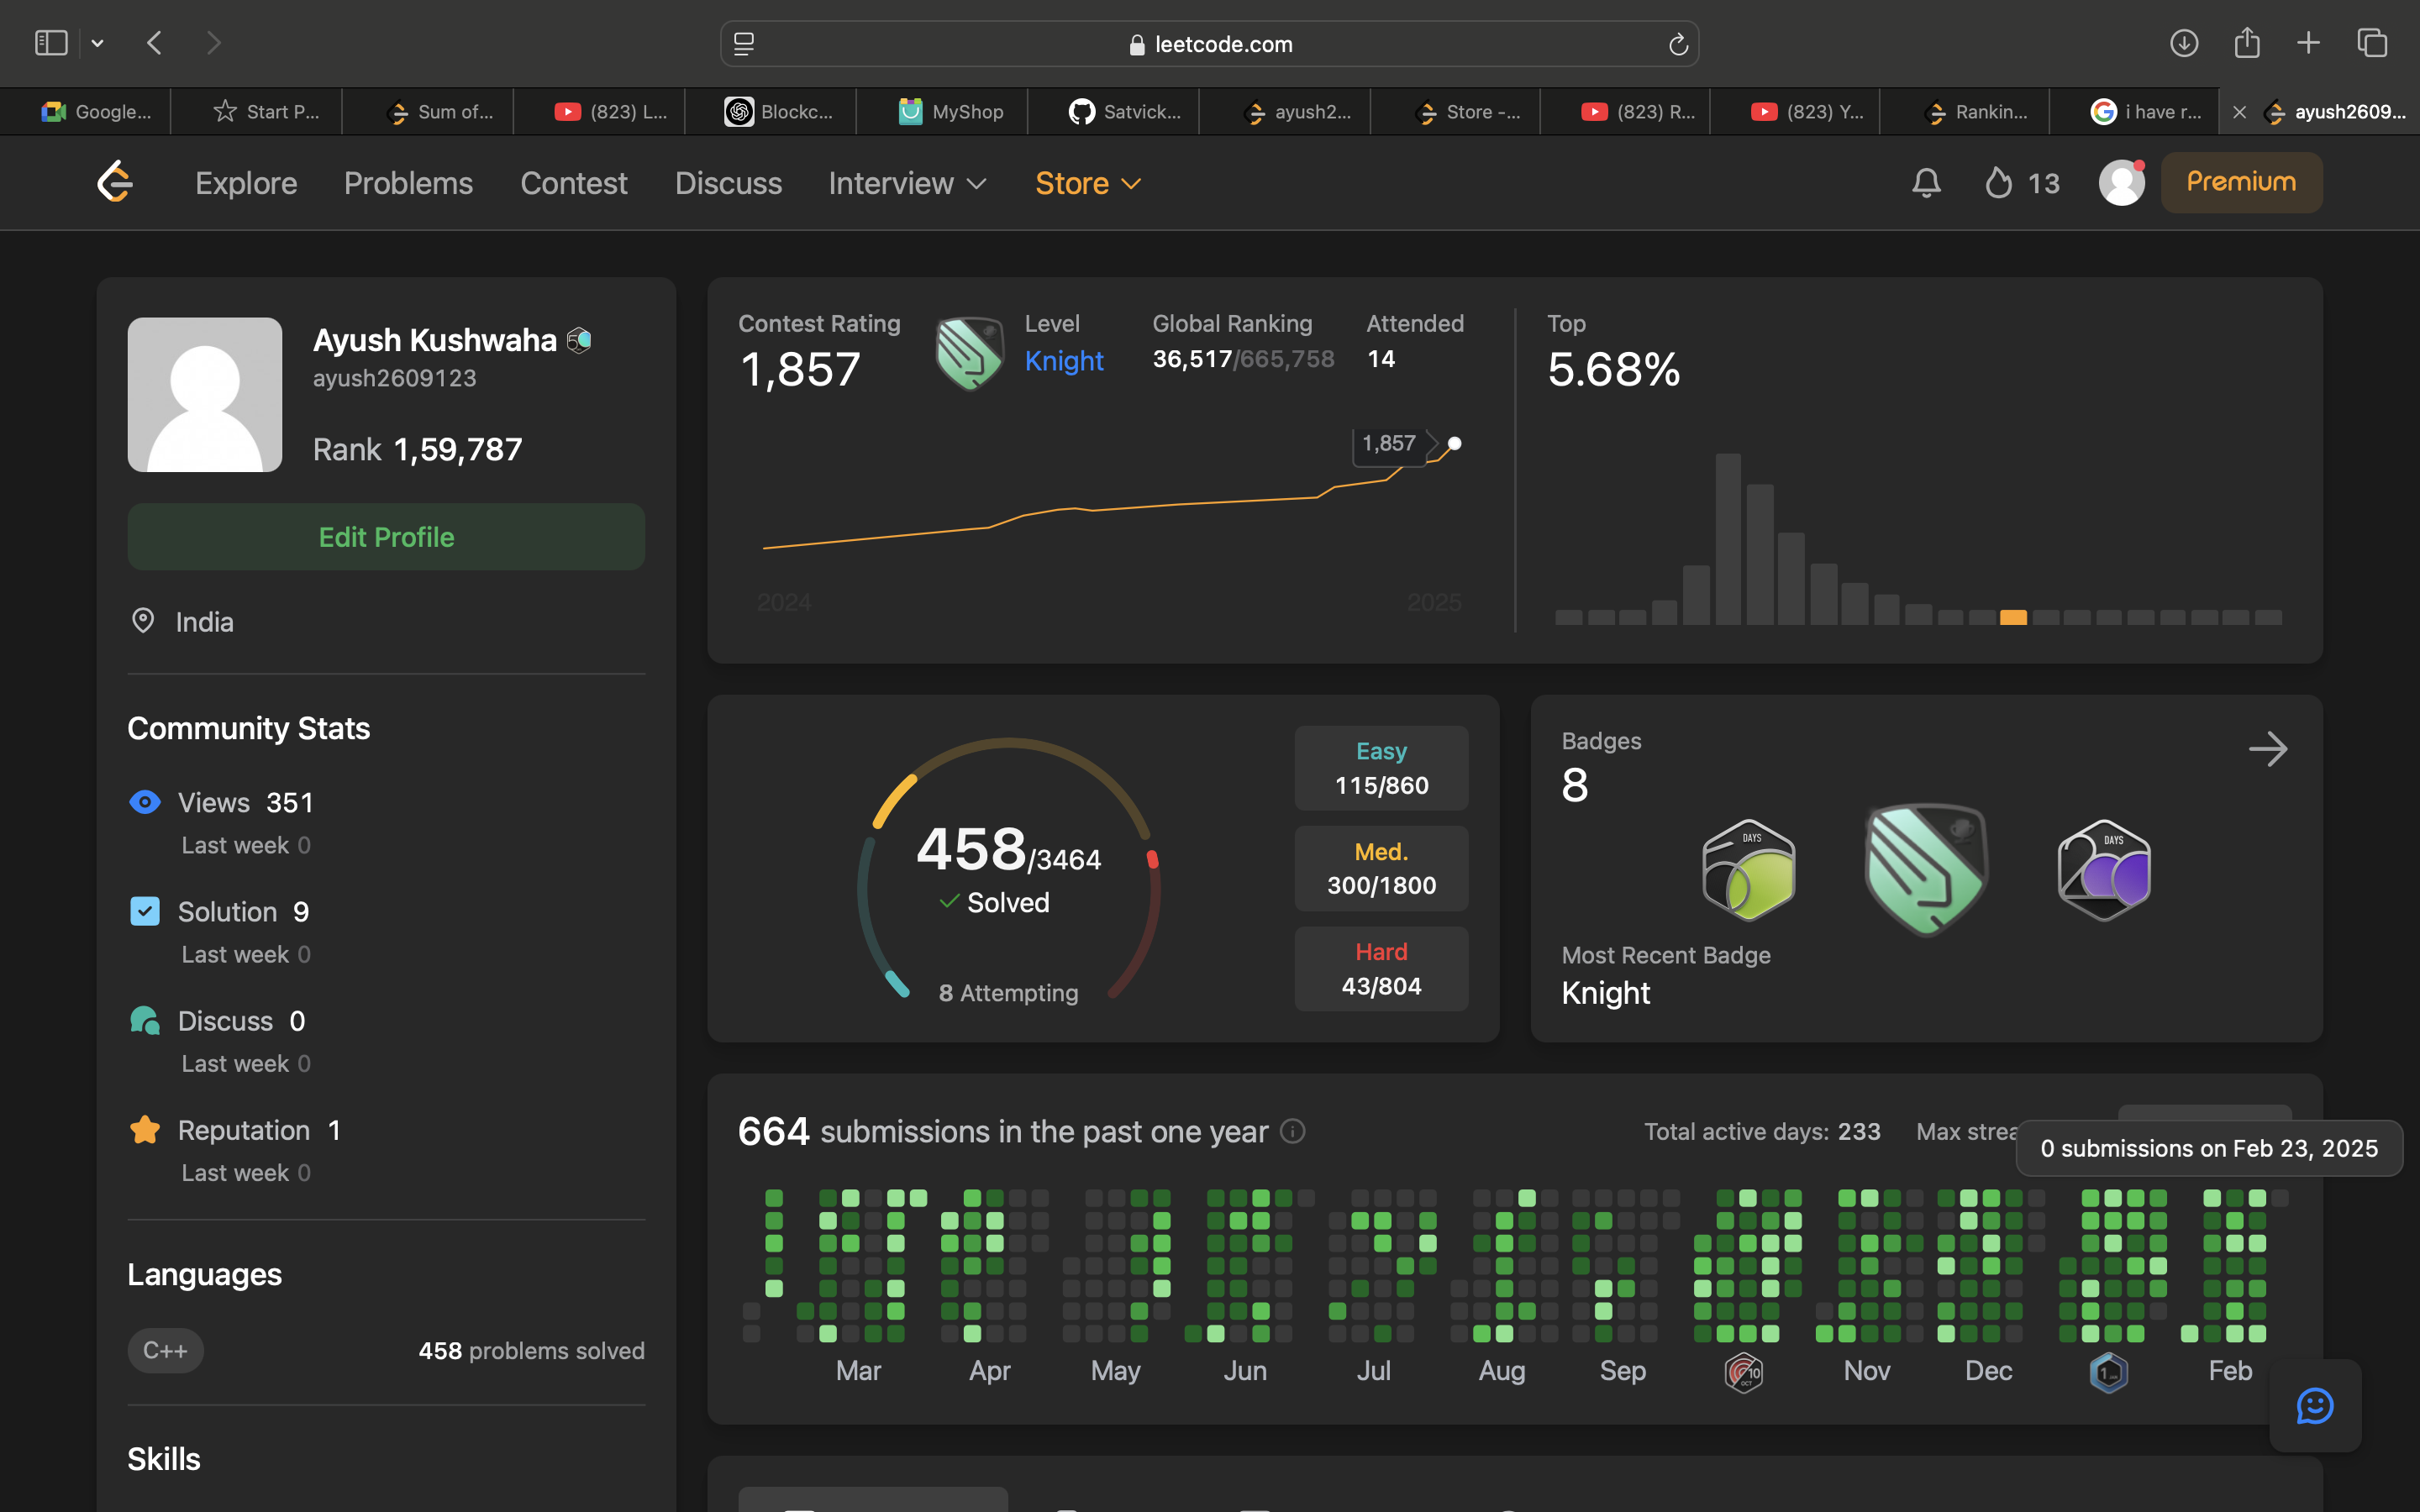 leetcode.com
Google...
Start P...
Sum of...
(823) L...
Blockc...
MyShop
Satvick...
ayush2...
Store -...
(823) R...
(823) Y...
Rankin...
i have r...
ayush2609...
Explore
Problems
Contest
Discuss
Interview
Store
13
Premium
Ayush Kushwaha
ayush2609123
Rank 1,59,787
Edit Profile
India
Community Stats
Views 351
Last week 0
Solution 9
Last week 0
Discuss 0
Last week 0
Reputation 1
Last week 0
Languages
C++
458 problems solved
Skills
Contest Rating
1,857
Level
Knight
Global Ranking
36,517/665,758
Attended
14
1,857
2024
2025
Top
5.68%
458/3464
Solved
8 Attempting
Easy
115/860
Med.
300/1800
Hard
43/804
Badges
8
DAYS
DAYS
Most Recent Badge
Knight
664 submissions in the past one year
Total active days: 233
Max strea
0 submissions on Feb 23, 2025
Mar
Apr
May
Jun
Jul
Aug
Sep
10
OCT
Nov
Dec
Feb